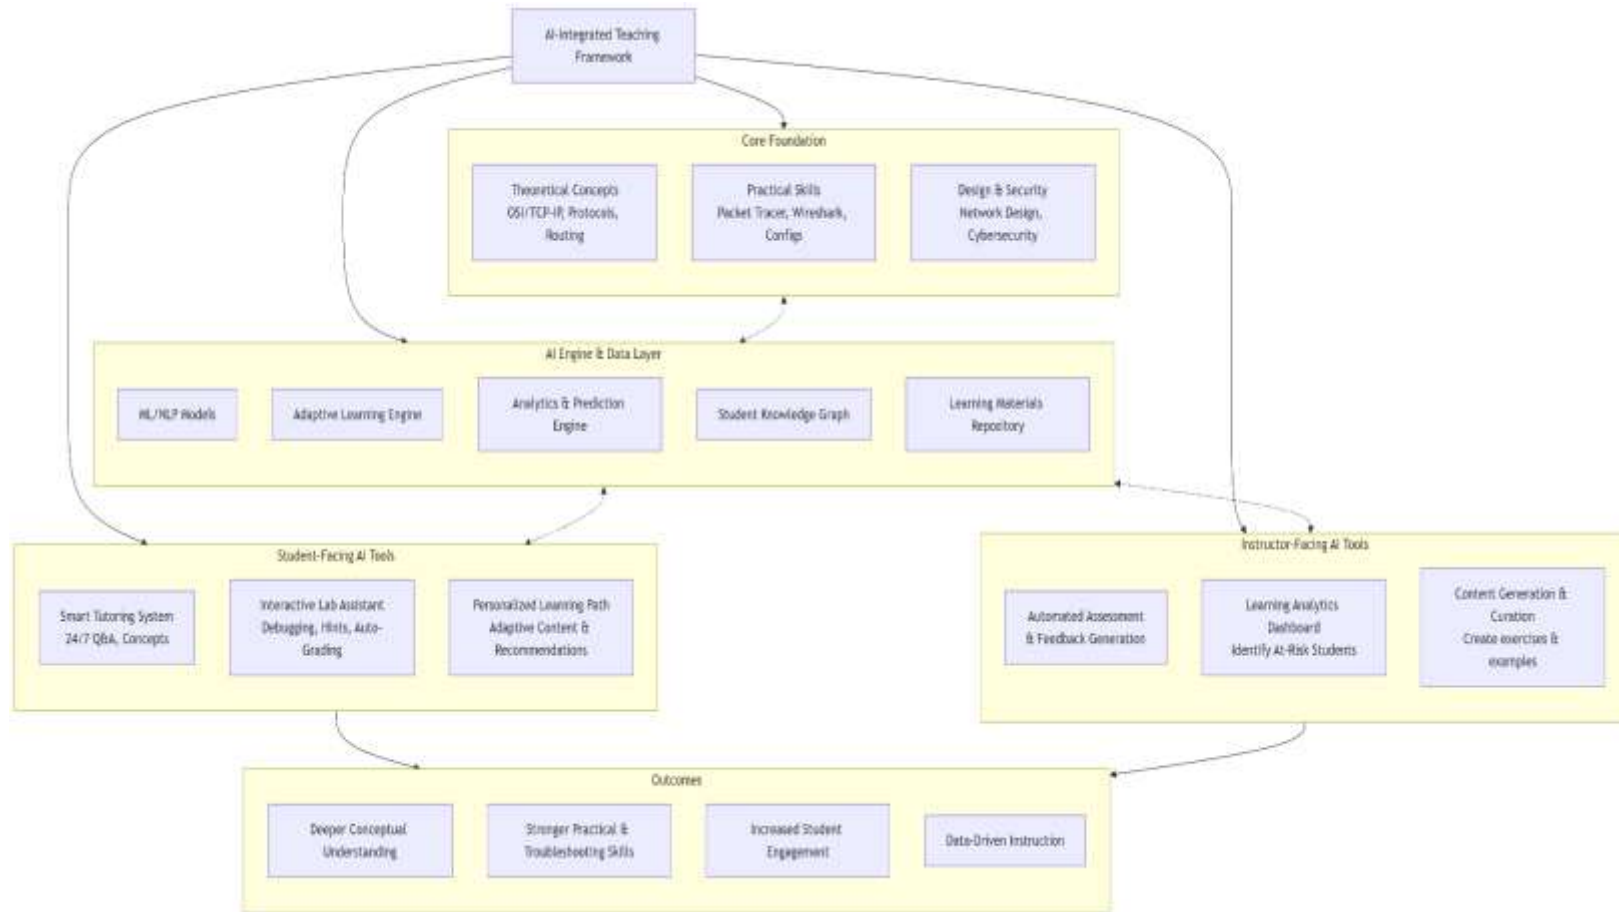 AI-Integrated Teaching
Framework
Core Foundation
Theoretical Concepts
OSI/TCP-IP, Protocols,
Routing
Practical Skills
Packet Tracer, Wireshark,
Configs
Design & Security
Network Design,
Cybersecurity
AI Engine & Data Layer
ML/NLP Models
Adaptive Learning Engine
Analytics & Prediction
Engine
Student Knowledge Graph
Learning Materials
Repository
Student-Facing AI Tools
Smart Tutoring System
24/7 Q&A, Concepts
Interactive Lab Assistant
Debugging, Hints, Auto-
Grading
Personalized Learning Path
Adaptive Content &
Recommendations
Instructor-Facing AI Tools
Automated Assessment
& Feedback Generation
Learning Analytics
Dashboard
Identify At-Risk Students
Content Generation &
Curation
Create exercises &
examples
Outcomes
Deeper Conceptual
Understanding
Stronger Practical &
Troubleshooting Skills
Increased Student
Engagement
Data-Driven Instruction